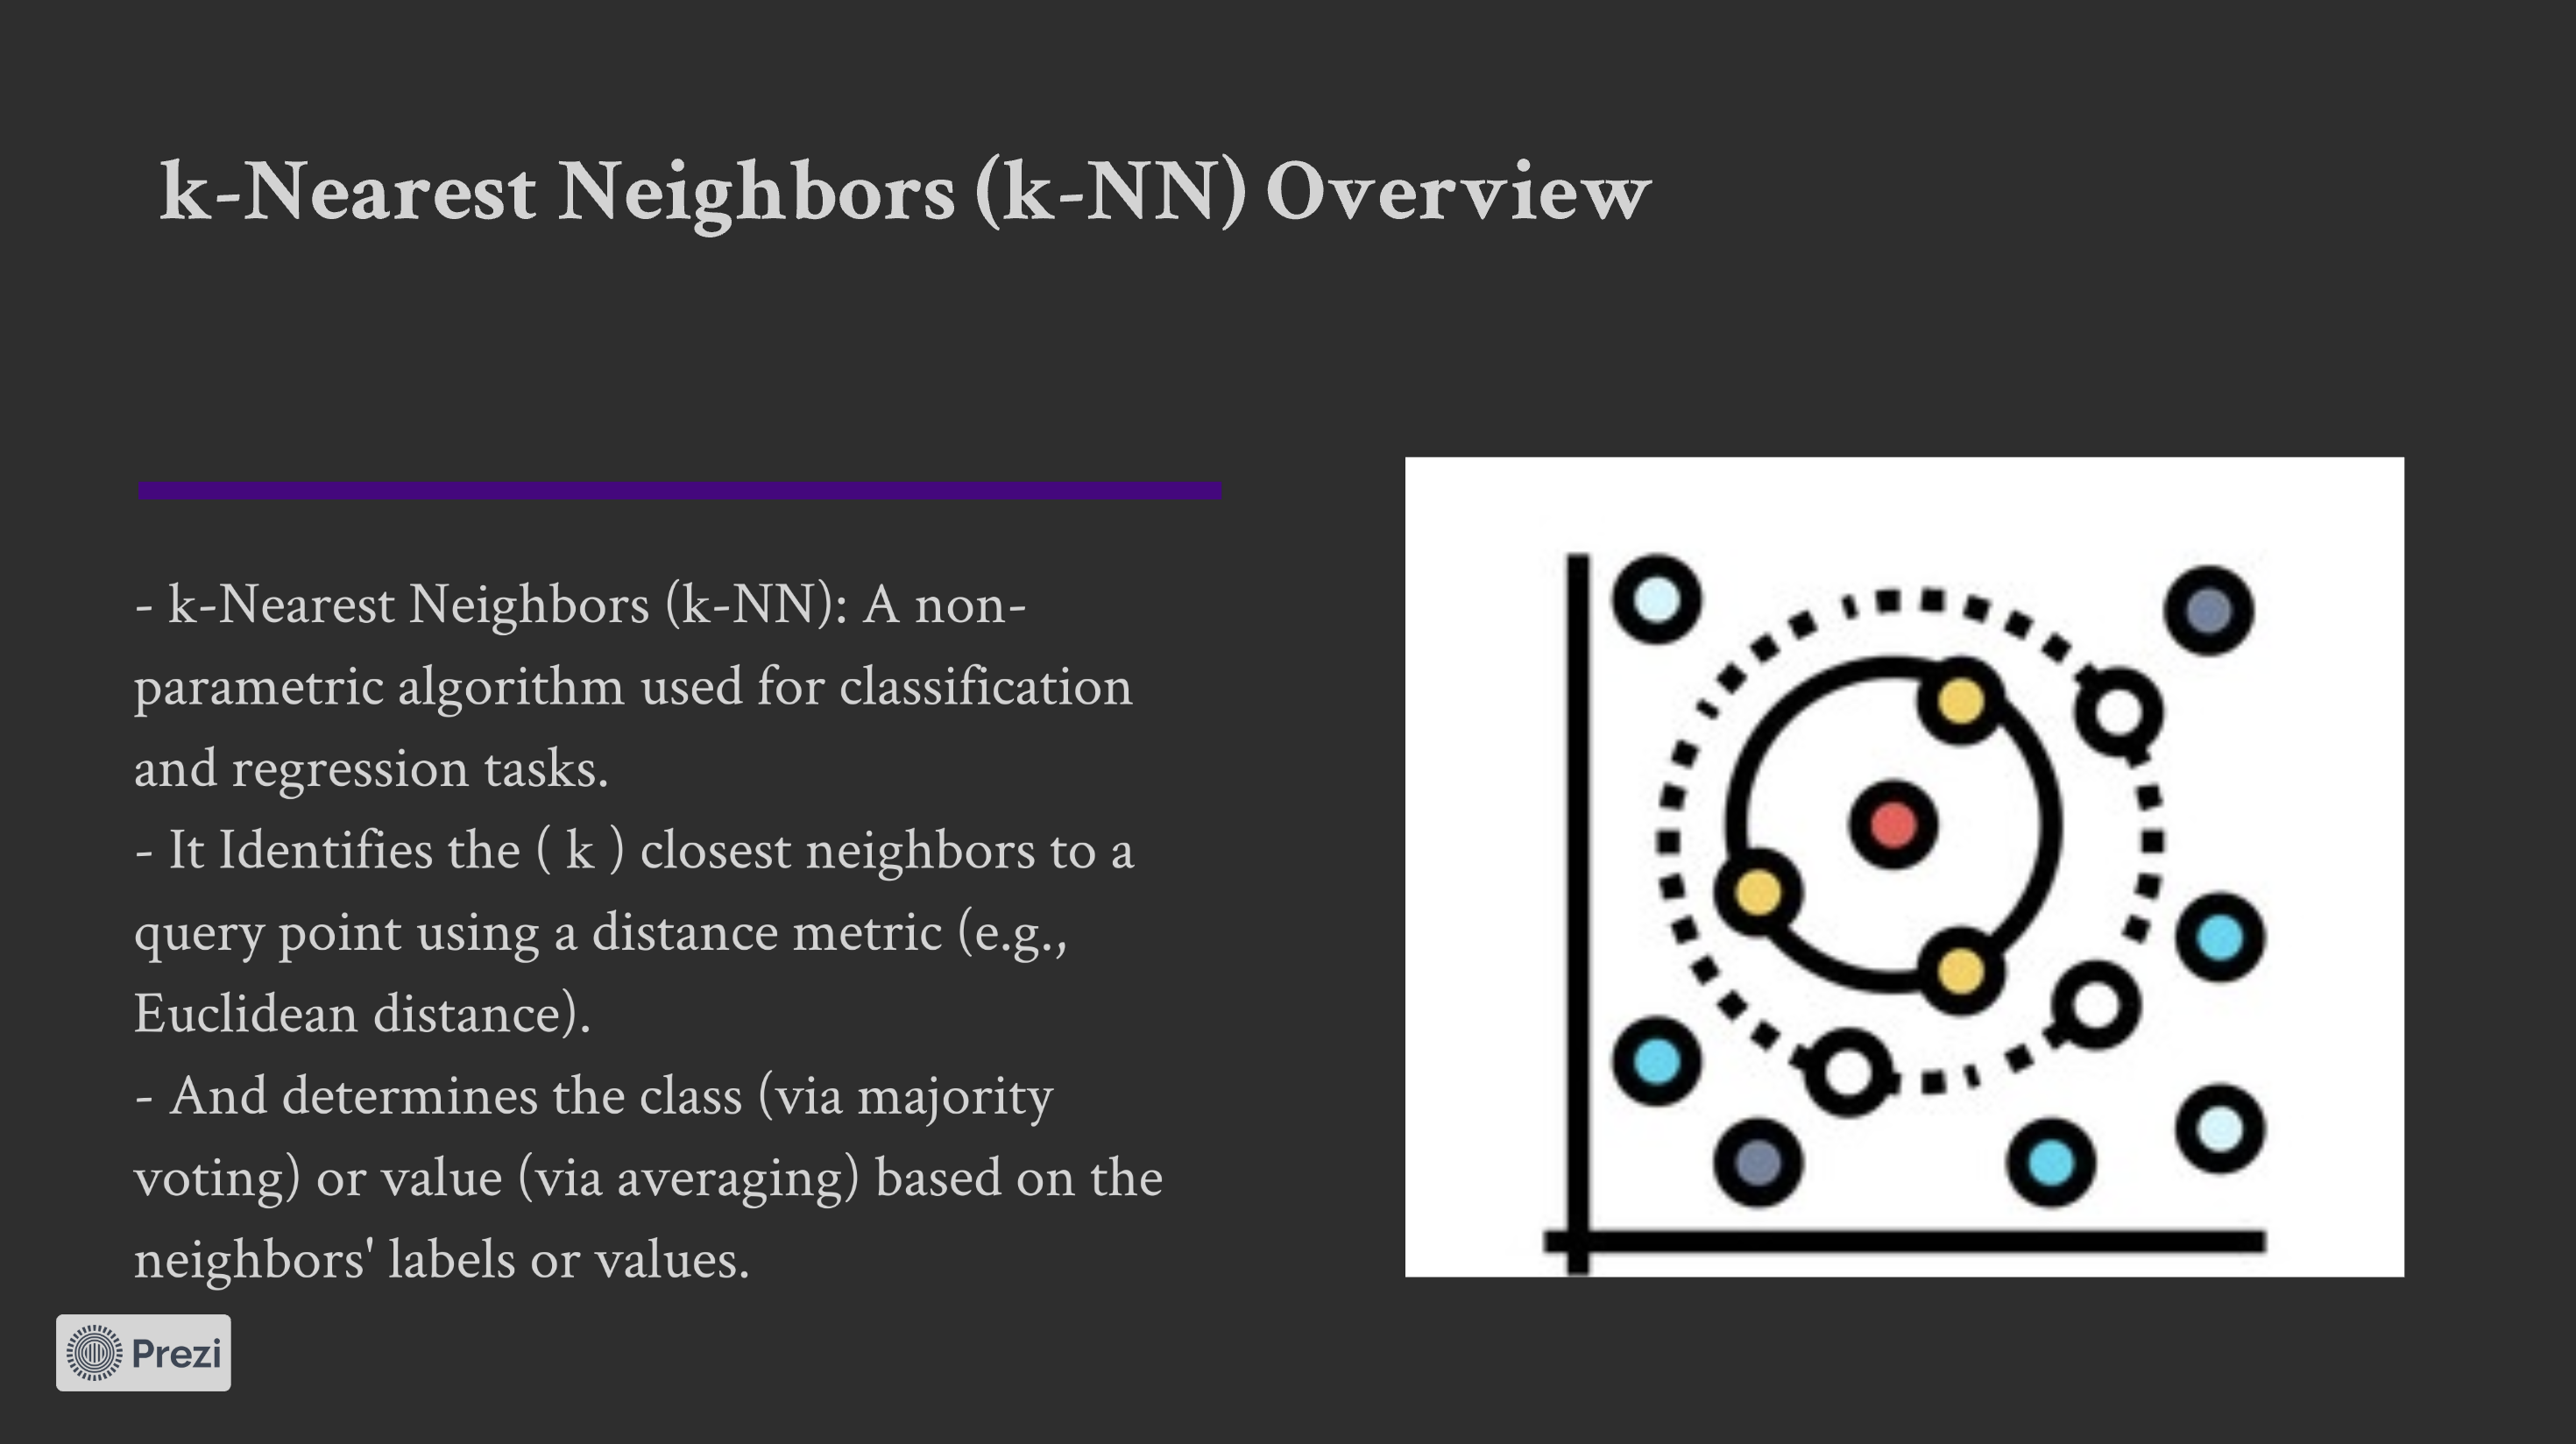 k-Nearest Neighbors (k-NN) Overview
- k-Nearest Neighbors (k-NN): A non-
parametric algorithm used for classification
and regression tasks.
- It Identifies the ( k ) closest neighbors to a
query point using a distance metric (e.g.,
Euclidean distance).
- And determines the class (via majority
voting) or value (via averaging) based on the
neighbors' labels or values.
Prezi